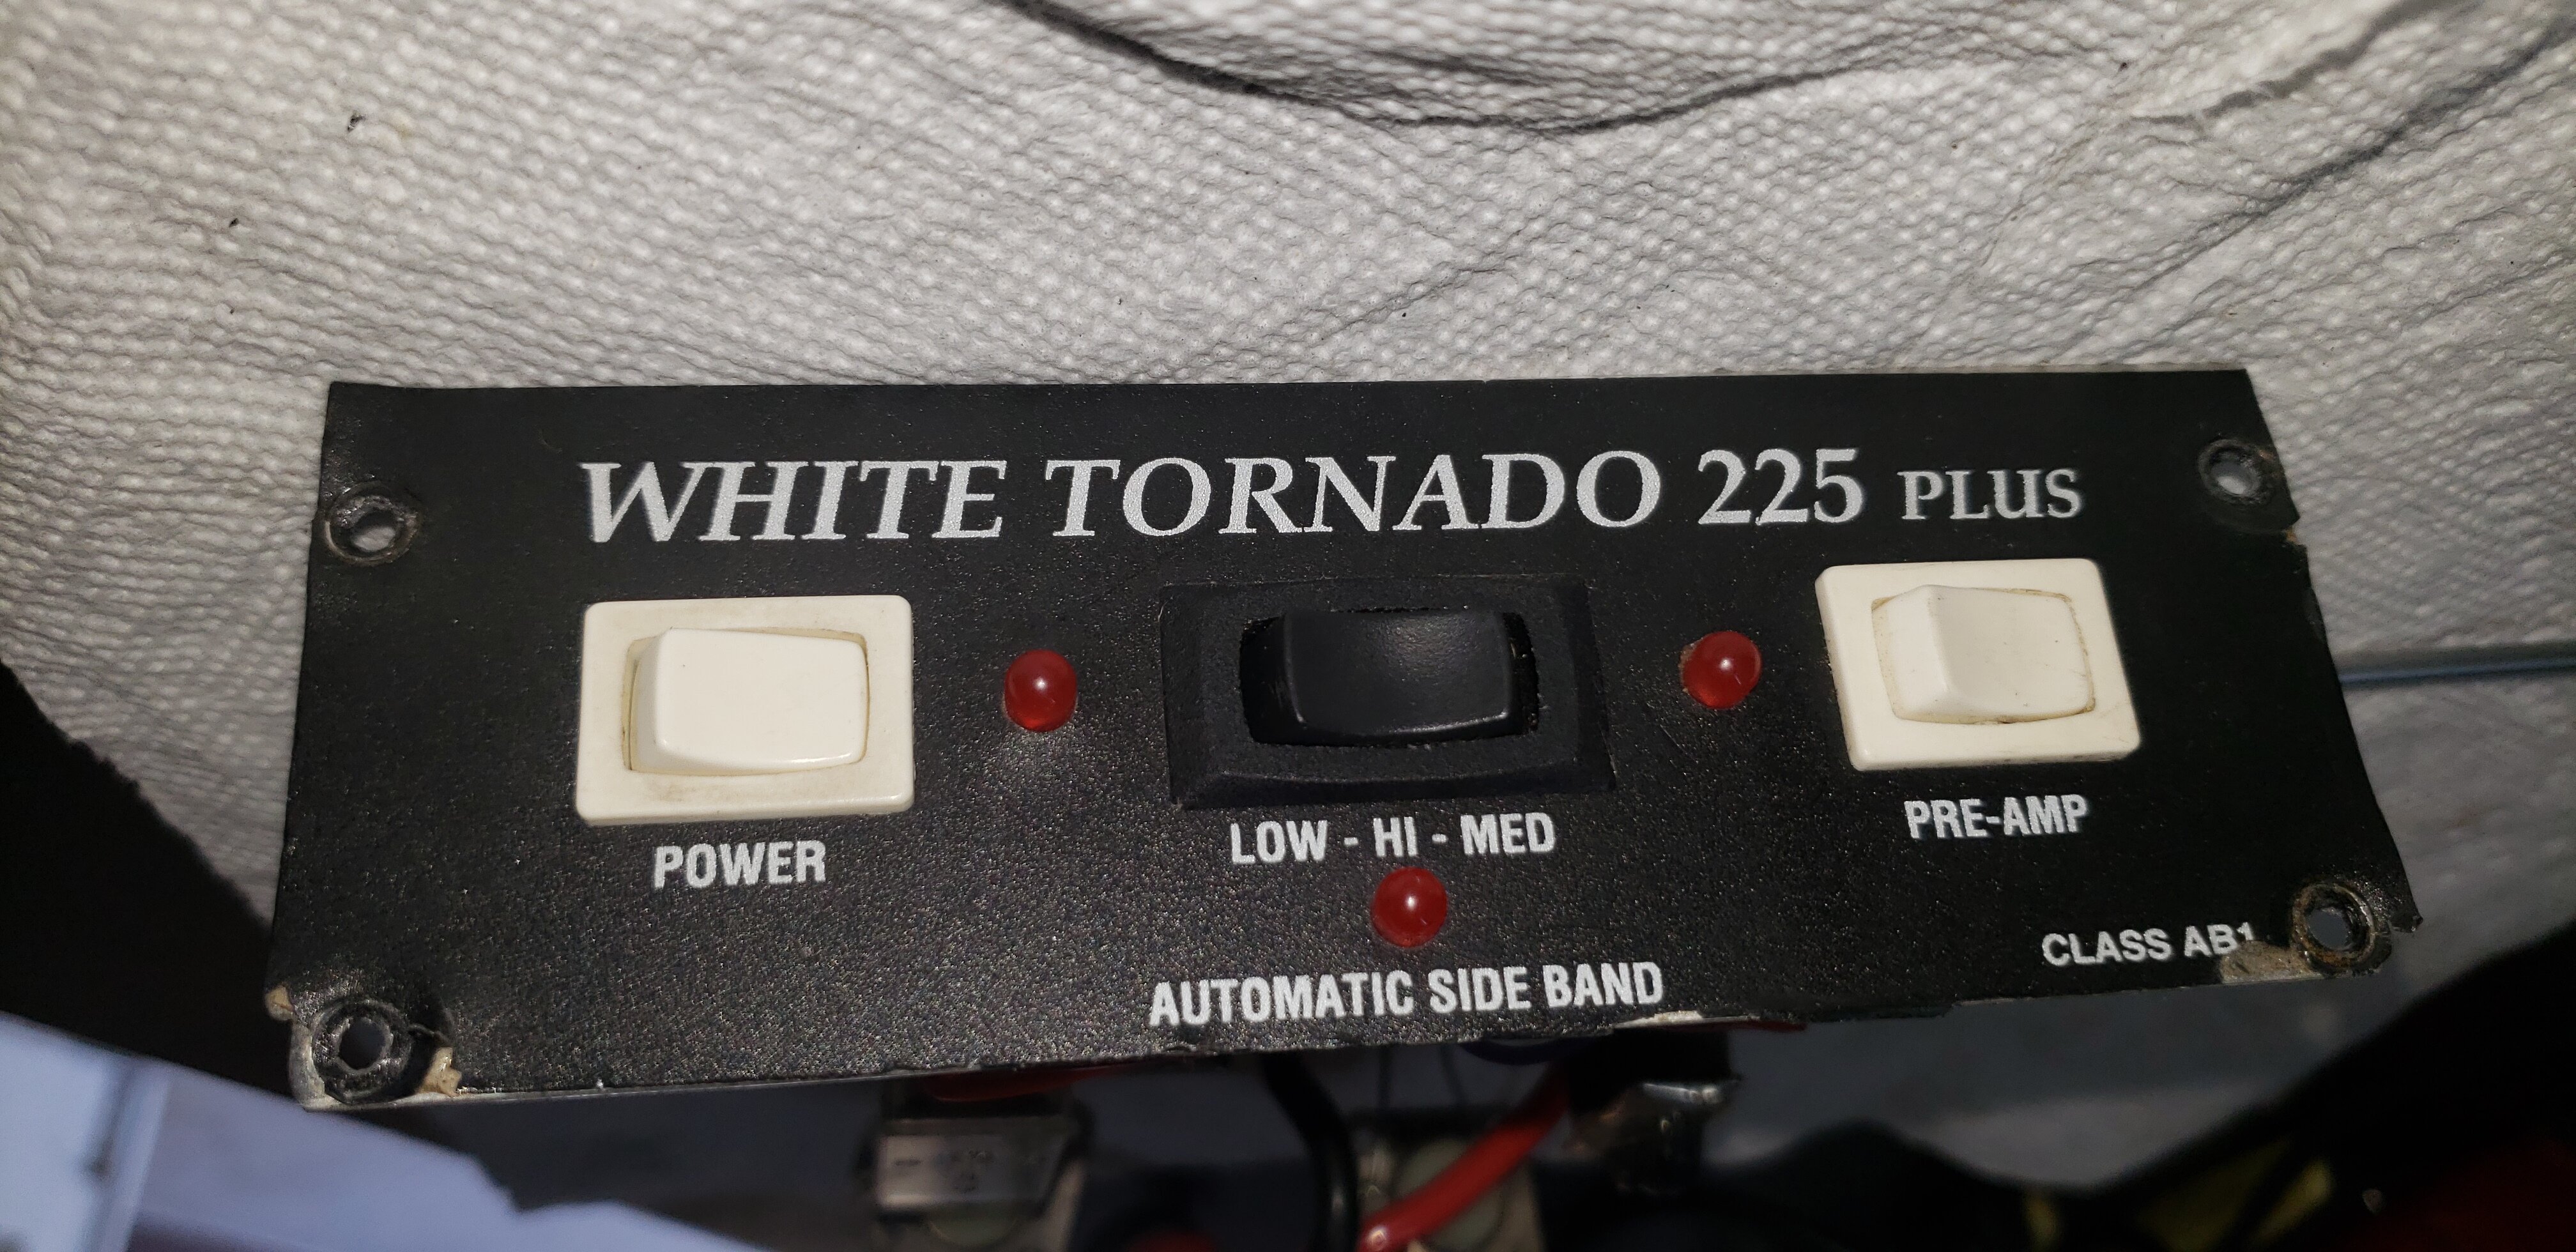 WHITE TORNADO 225 PLUS
POWER
LOW - HI - MED
PRE-AMP
AUTOMATIC SIDE BAND
CLASS AB1